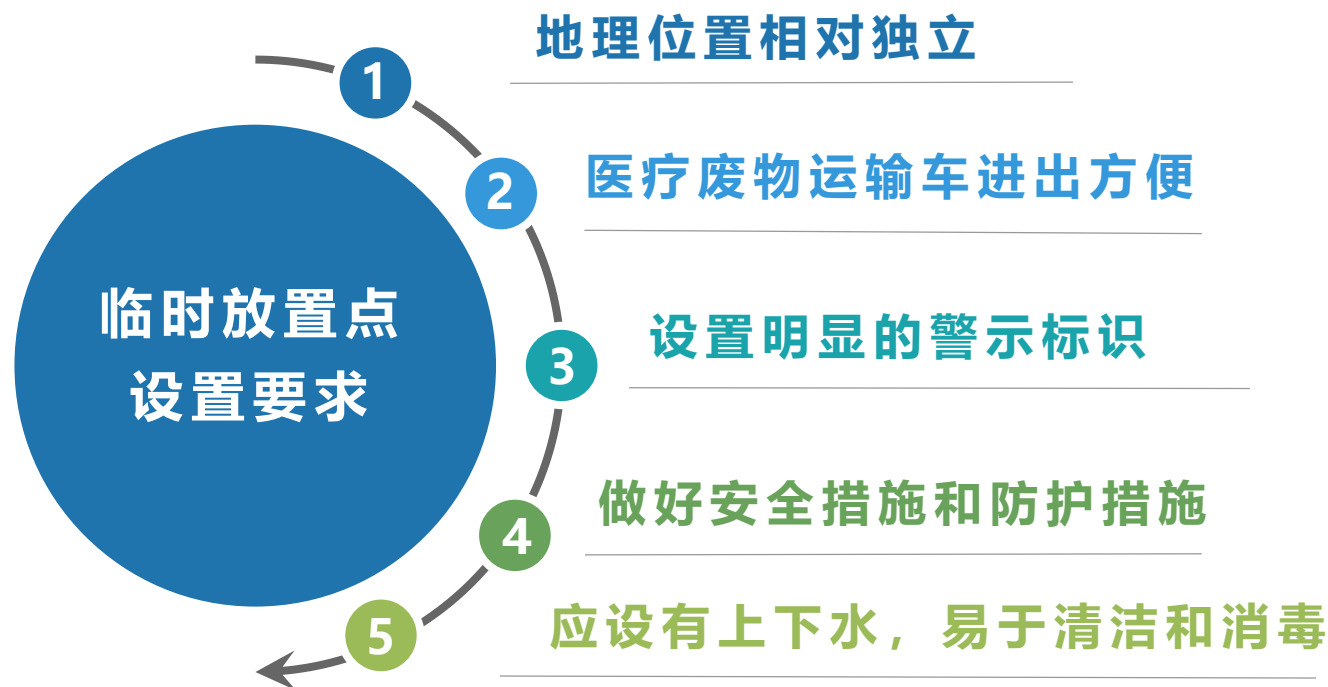 临时放置点
设置要求
1
地理位置相对独立
2
医疗废物运输车进出方便
3
设置明显的警示标识
4
做好安全措施和防护措施
5
应设有上下水，易于清洁和消毒